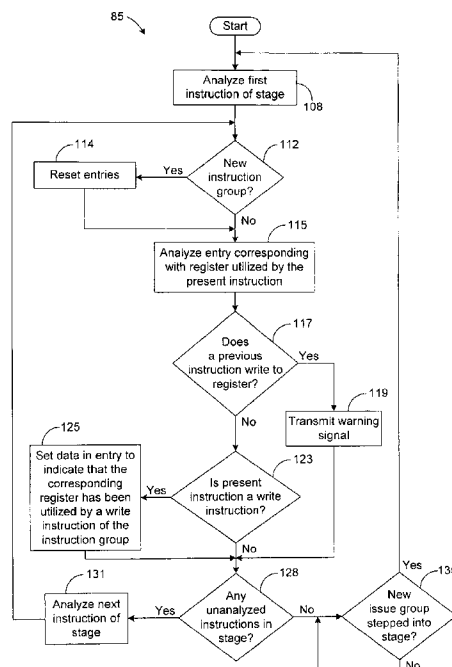 85
Start
Analyze first
instruction of stage
108
114
112
Reset entries
Yes
New
instruction
group?
No
115
Analyze entry corresponding
with register utilized by the
present instruction
117
Does
a previous
instruction write to
register?
Yes
119
No
Transmit warning
signal
125
Set data in entry to
indicate that the
corresponding
register has been
utilized by a write
instruction of the
instruction group
Yes
123
Is present
instruction a write
instruction?
No
131
128
Yes
Analyze next
instruction of
stage
Yes
Any
unanalyzed
instructions in
stage?
No
New
issue group
stepped into
stage?
No